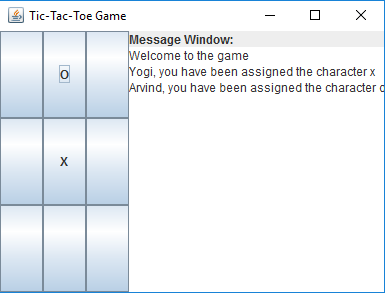 Tic-Tac-Toe Game
Message Window:
Welcome to the game
Yogi, you have been assigned the character x
Arvind, you have been assigned the character o
o
x